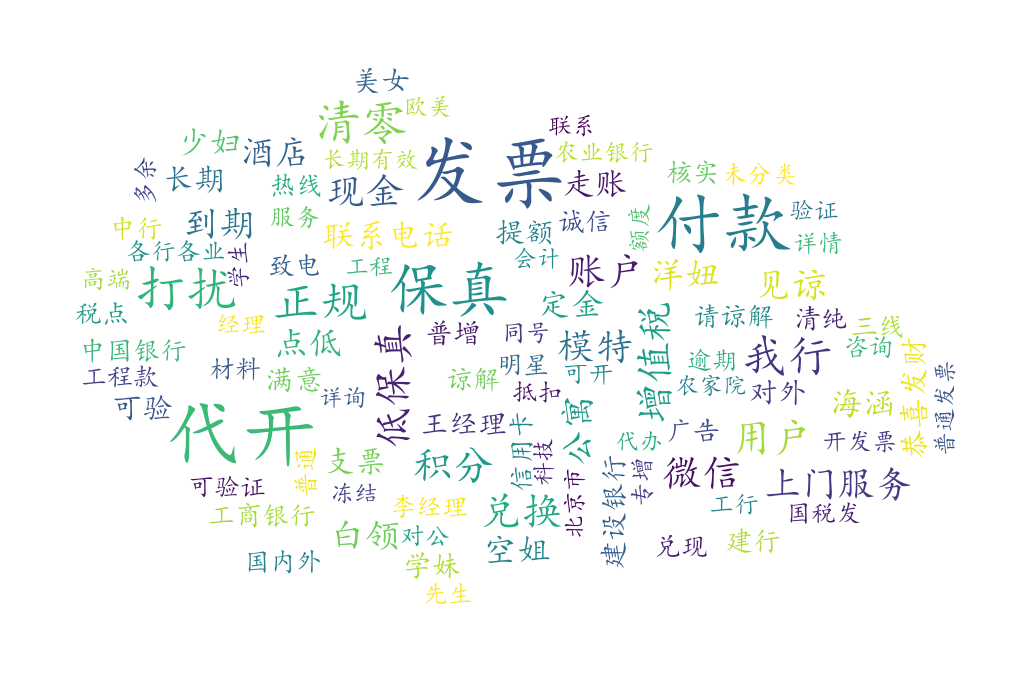 美女
清零
欧美
联系
少妇
酒店
长期有效
发票
农业银行
多余
长期
热线
现金
走账
核实
未分类
中行
到期
服务
联系电话
提额
诚信
额度
付款
验证
各行各业
学生
致电
工程
会计
详情
高端
打扰
正规
保真
定金
账户
洋妞
见谅
税点
经理
点低
低保真
普增
同号
模特
增值税
请谅解
清纯
三线
中国银行
材料
明星
逾期
我行
咨询
工程款
满意
详询
谅解
抵扣
可开
农家院
对外
恭喜发财
普通发票
可验
代开
王经理
信用卡
公寓
代办
广告
海涵
用户
开发票
普通
支票
积分
科技
北京市
建设银行
专增
微信
上门服务
可验证
冻结
李经理
兑换
工行
国税发
工商银行
白领
对公
空姐
兑现
建行
国内外
学妹
先生